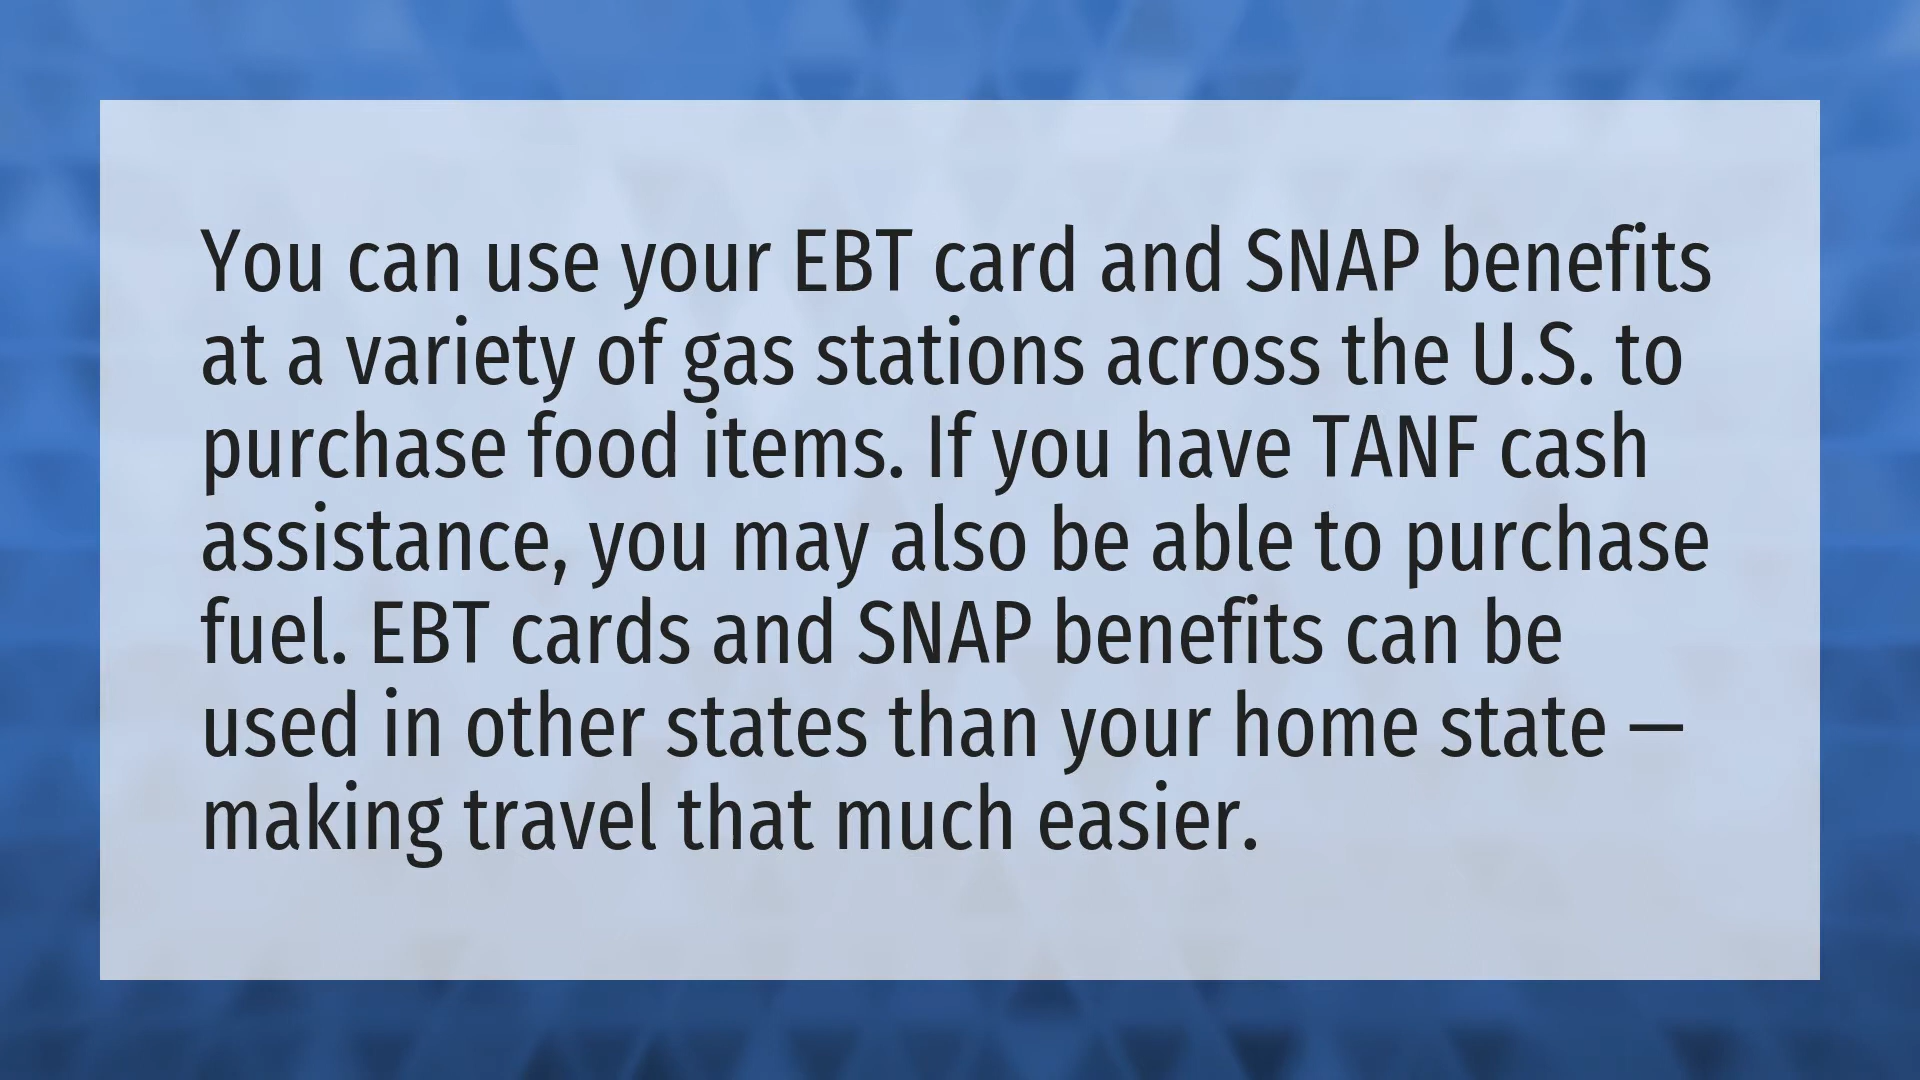 You can use your EBT card and SNAP benefits
at a variety of gas stations across the U.S. to
purchase food items. If you have TANF cash
assistance, you may also be able to purchase
fuel. EBT cards and SNAP benefits can be
used in other states than your home state —
making travel that much easier.